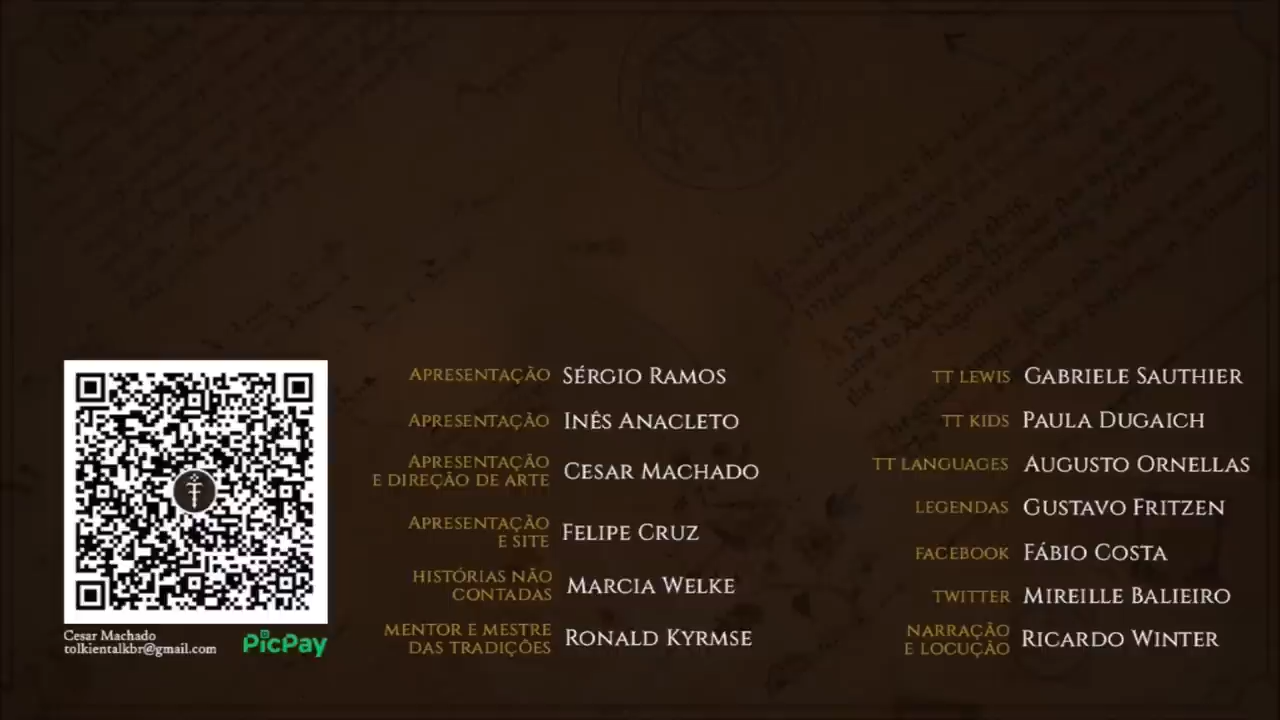 APRESENTAÇÃO SÉRGIO RAMOS
APRESENTAÇÃO INÊS ANACLETO
APRESENTAÇÃO
E DIREÇÃO DE ARTE CESAR MACHADO
APRESENTAÇÃO
E SITE FELIPE CRUZ
HISTÓRIAS NÃO
CONTADAS MARCIA WELKE
MENTOR E MESTRE
DAS TRADIÇÕES RONALD KYRMSE
TT LEWIS GABRIELE SAUTHIER
TT KIDS PAULA DUGAICH
TT LANGUAGES AUGUSTO ORNELLAS
LEGENDAS GUSTAVO FRITZEN
FACEBOOK FÁBIO COSTA
TWITTER MIREILLE BALIEIRO
NARRAÇÃO
E LOCUÇÃO RICARDO WINTER
Cesar Machado
tolkientalkbr@gmail.com
PicPay